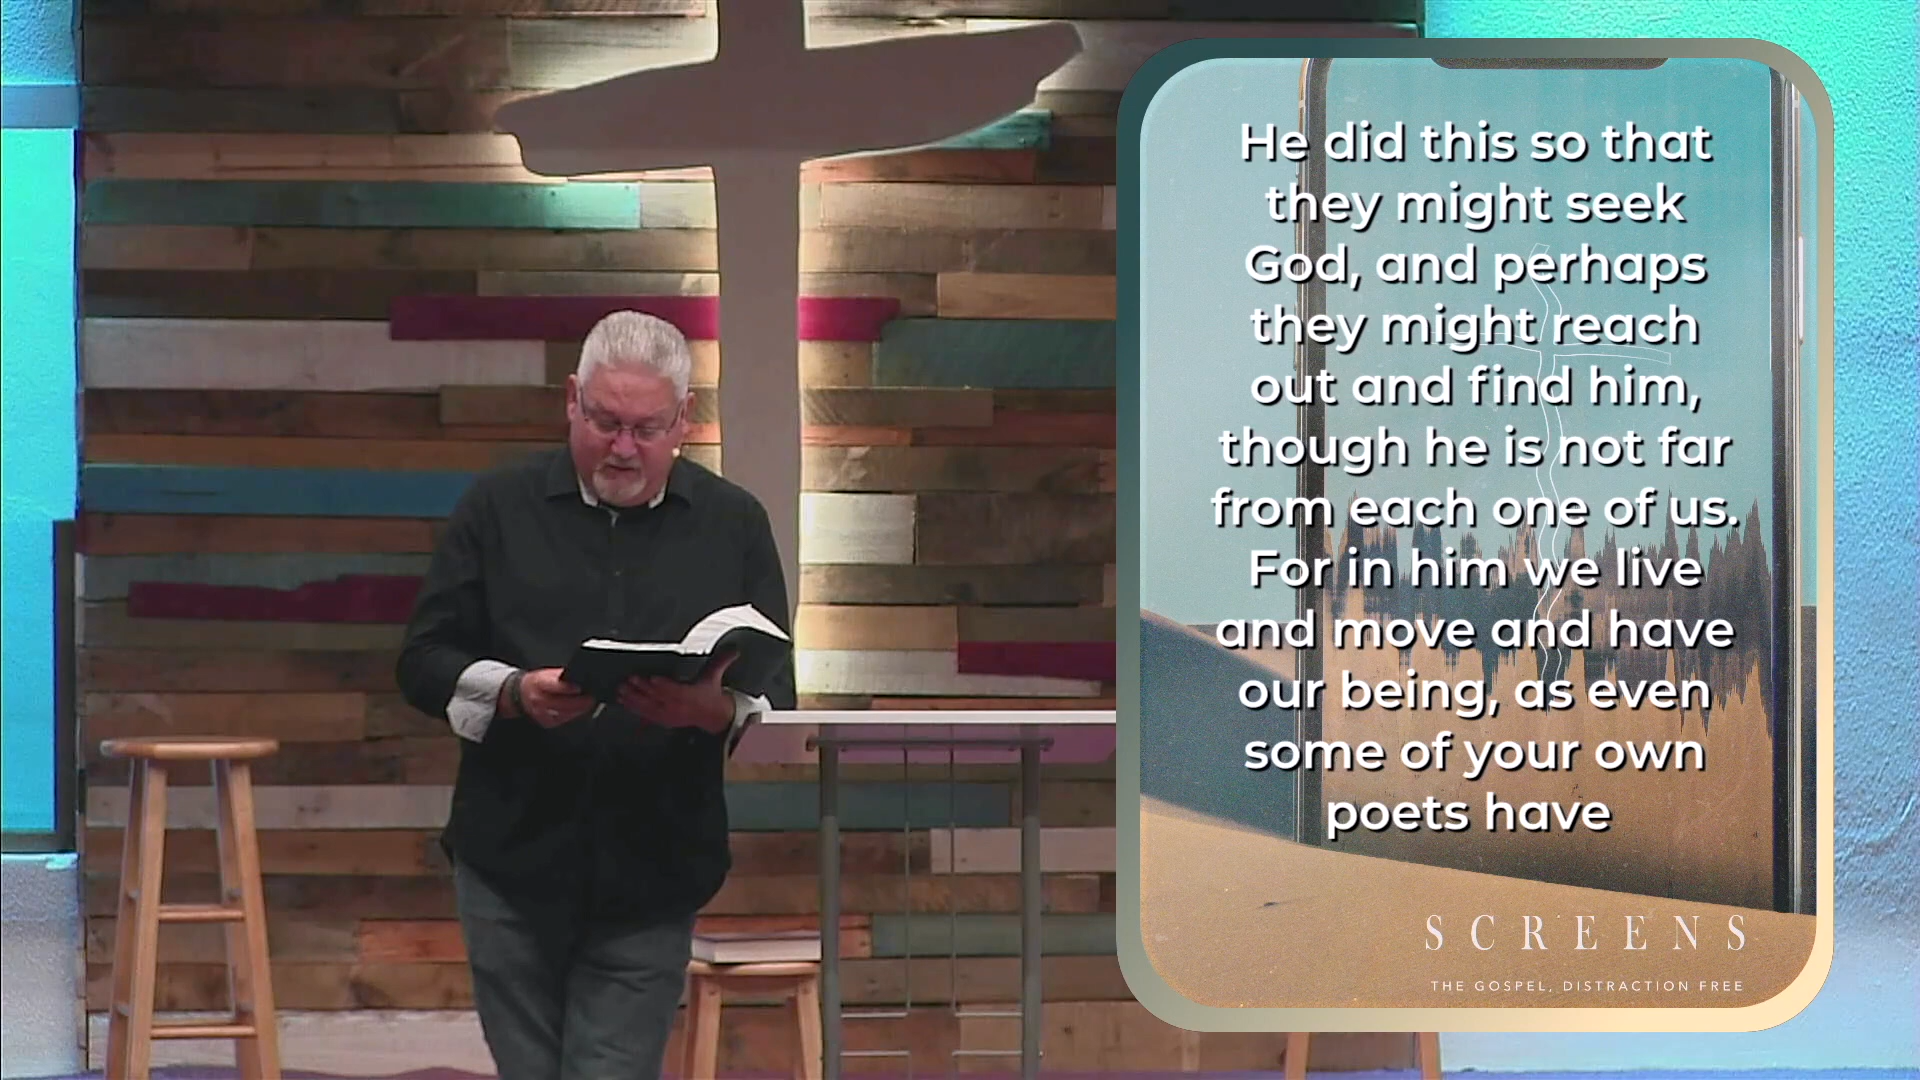 He did this so that
they might seek
God, and perhaps
they might reach
out and find him,
though he is not far
from each one of us.
For in him we live
and move and have
our being, as even
some of your own
poets have
SCREENS
THE GOSPEL, DISTRACTION FREE